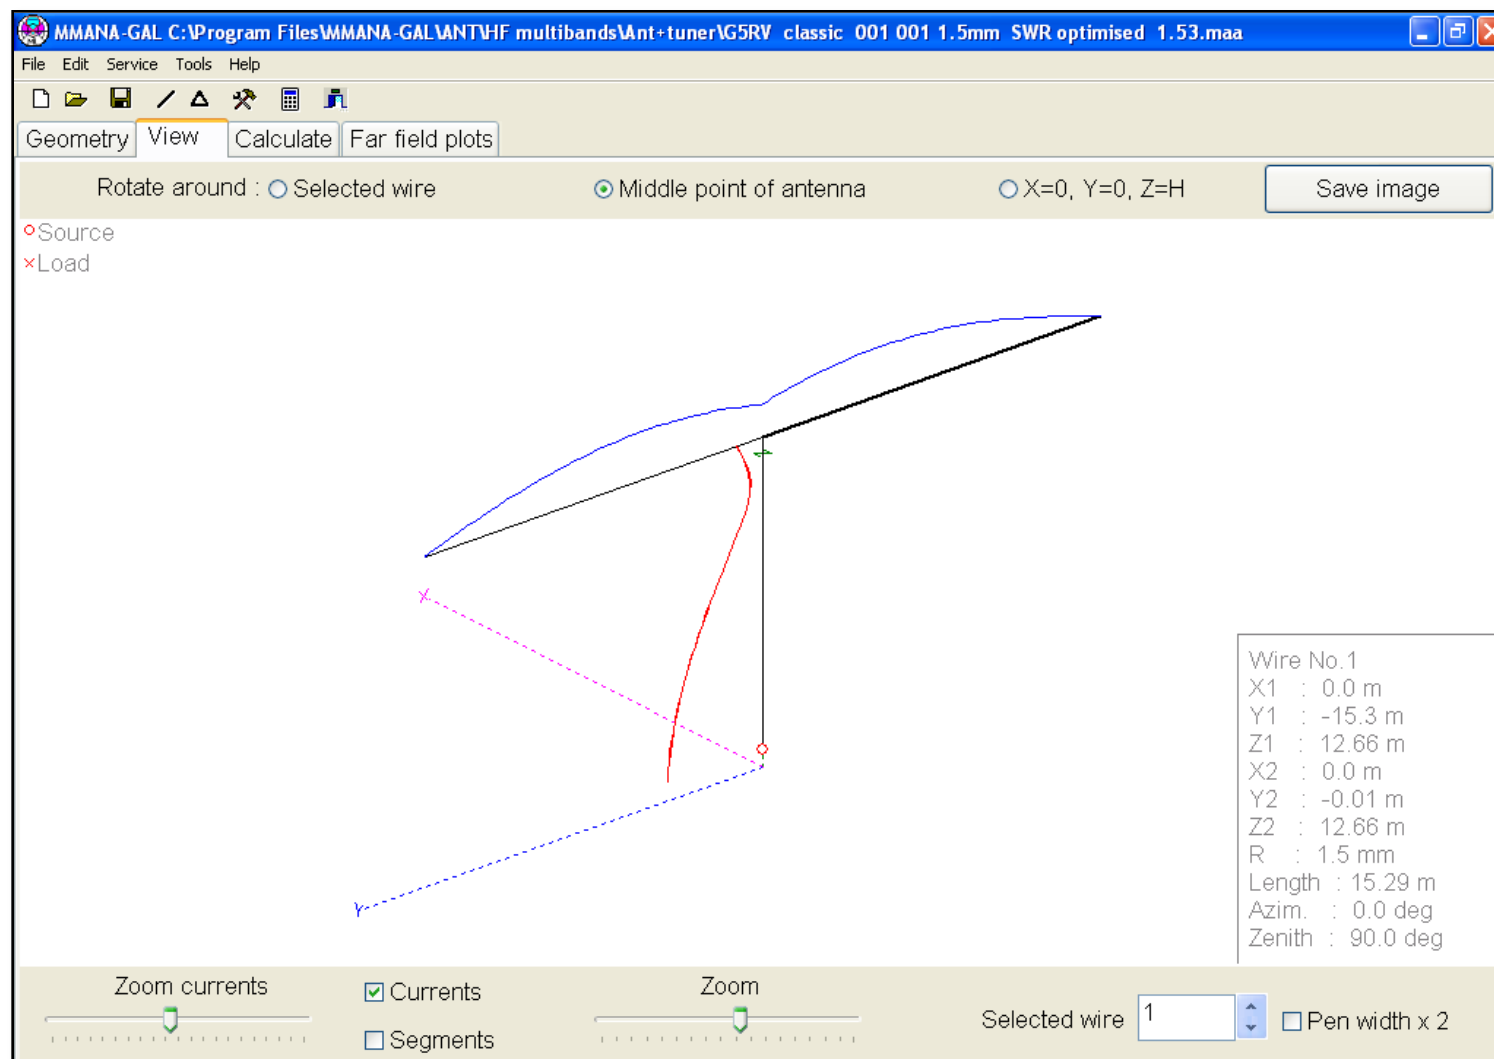 MMANA-GAL C:\Program Files\MMANA-GAL\ANT\HF multibands\Ant+tuner\G5RV classic 001 001 1.5mm SWR optimised 1.53.maa
File Edit Service Tools Help
Geometry View Calculate Far field plots
Rotate around : Selected wire Middle point of antenna X=0, Y=0, Z=H Save image
Source
Load
X
Y
Wire No.1
X1 : 0.0 m
Y1 : -15.3 m
Z1 : 12.66 m
X2 : 0.0 m
Y2 : -0.01 m
Z2 : 12.66 m
R : 1.5 mm
Length : 15.29 m
Azim. : 0.0 deg
Zenith : 90.0 deg
Zoom currents Currents Zoom
Segments
Selected wire 1 Pen width x 2